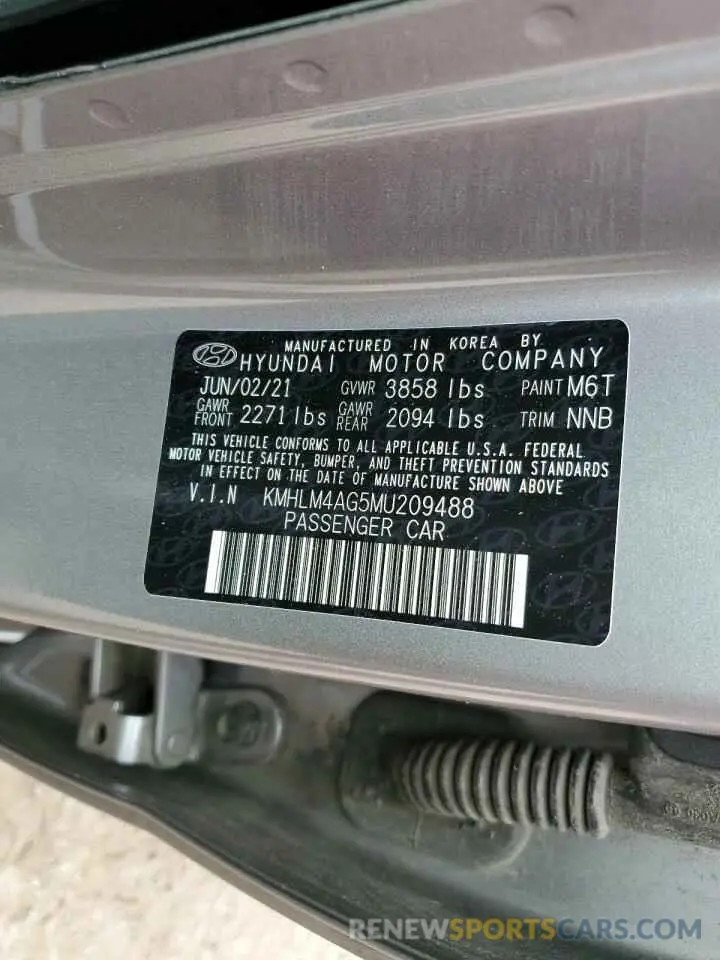 MANUFACTURED IN KOREA BY
HYUNDAI MOTOR COMPANY
JUN/02/21 GVWR 3858 lbs PAINT M6T
GAWR FRONT 2271 lbs GAWR REAR 2094 lbs TRIM NNB
THIS VEHICLE CONFORMS TO ALL APPLICABLE U.S.A. FEDERAL
MOTOR VEHICLE SAFETY, BUMPER, AND THEFT PREVENTION STANDARDS
IN EFFECT ON THE DATE OF MANUFACTURE SHOWN ABOVE
V.I.N KMHLM4AG5MU209488
PASSENGER CAR
RENEWSPORTSCARS.COM